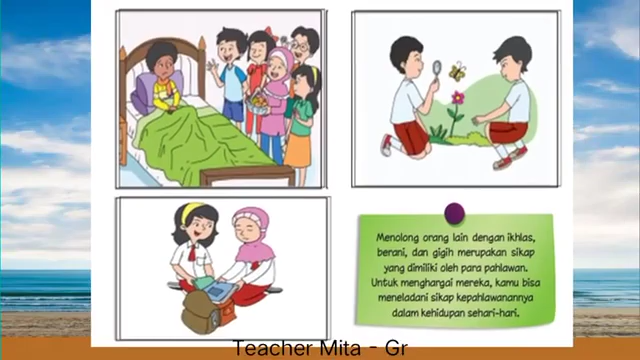 Menolong orang lain dengan ikhlas,
berani, dan gigih merupakan sikap
yang dimiliki oleh para pahlawan.
Untuk menghargai mereka, kamu bisa
meneladani sikap kepahlawanannya
dalam kehidupan sehari-hari.
Teacher Mita - Gr